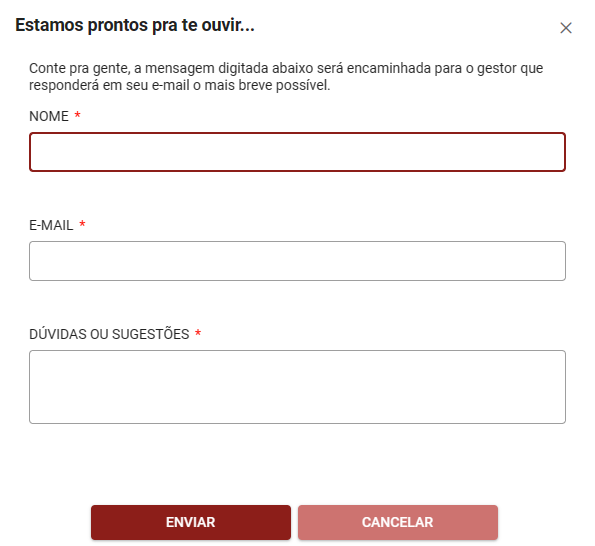 Estamos prontos pra te ouvir...
Conte pra gente, a mensagem digitada abaixo será encaminhada para o gestor que
responderá em seu e-mail o mais breve possível.
NOME *
E-MAIL *
DÚVIDAS OU SUGESTÕES *
ENVIAR
CANCELAR